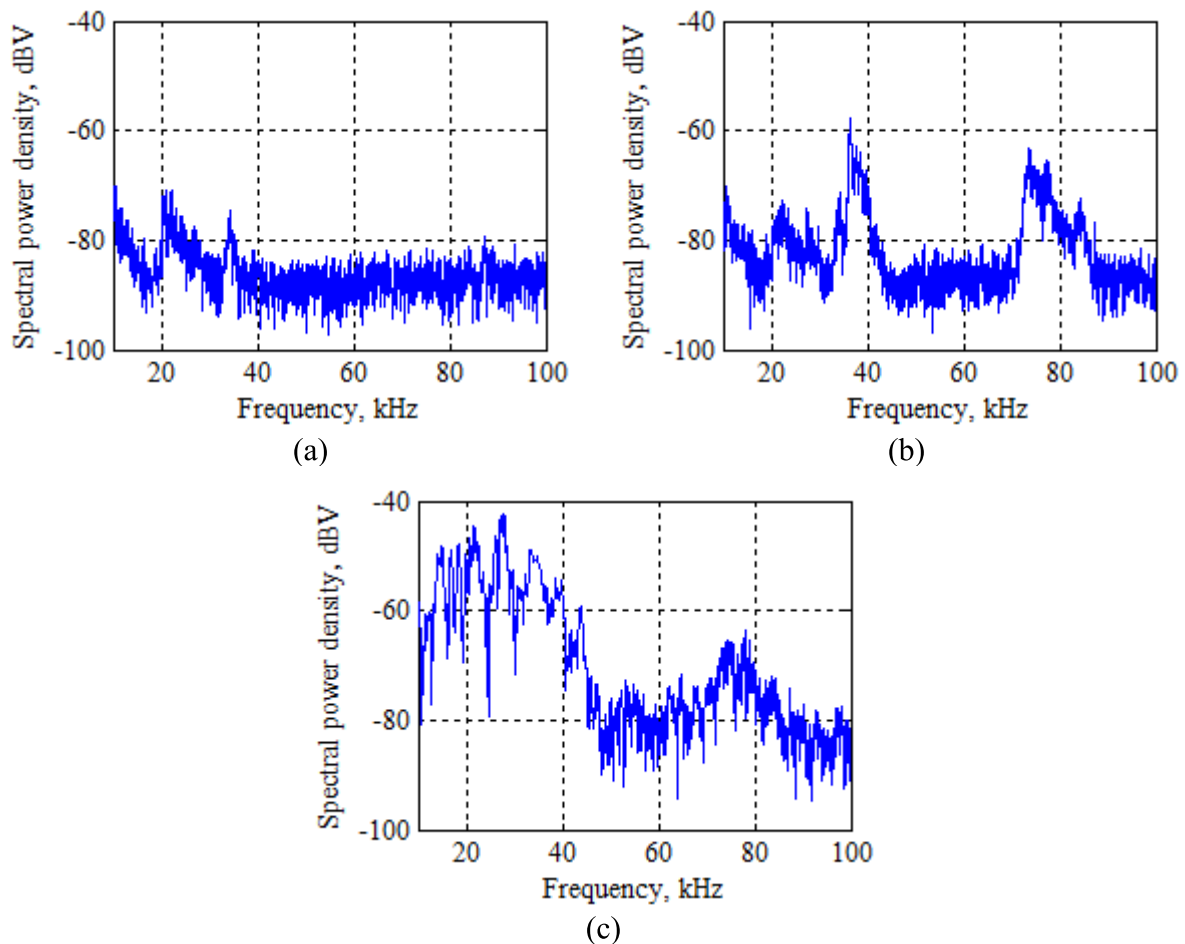 Spectral power density, dBV
-40
-60
-80
-100
20 40 60 80 100
Frequency, kHz
(a)
Spectral power density, dBV
-40
-60
-80
-100
20 40 60 80 100
Frequency, kHz
(b)
Spectral power density, dBV
-40
-60
-80
-100
20 40 60 80 100
Frequency, kHz
(c)